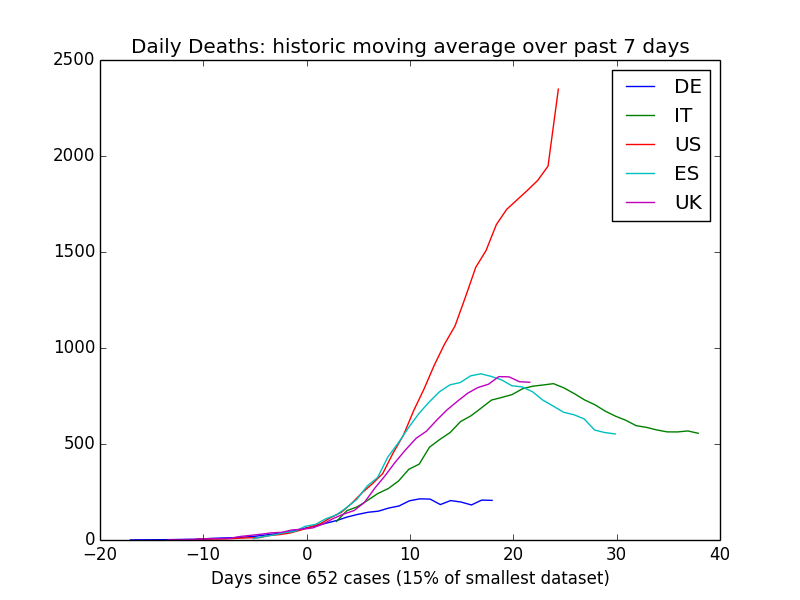 Daily Deaths: historic moving average over past 7 days
2500
2000
1500
1000
500
0
DE
IT
US
ES
UK
−20 −10 0 10 20 30 40
Days since 652 cases (15% of smallest dataset)